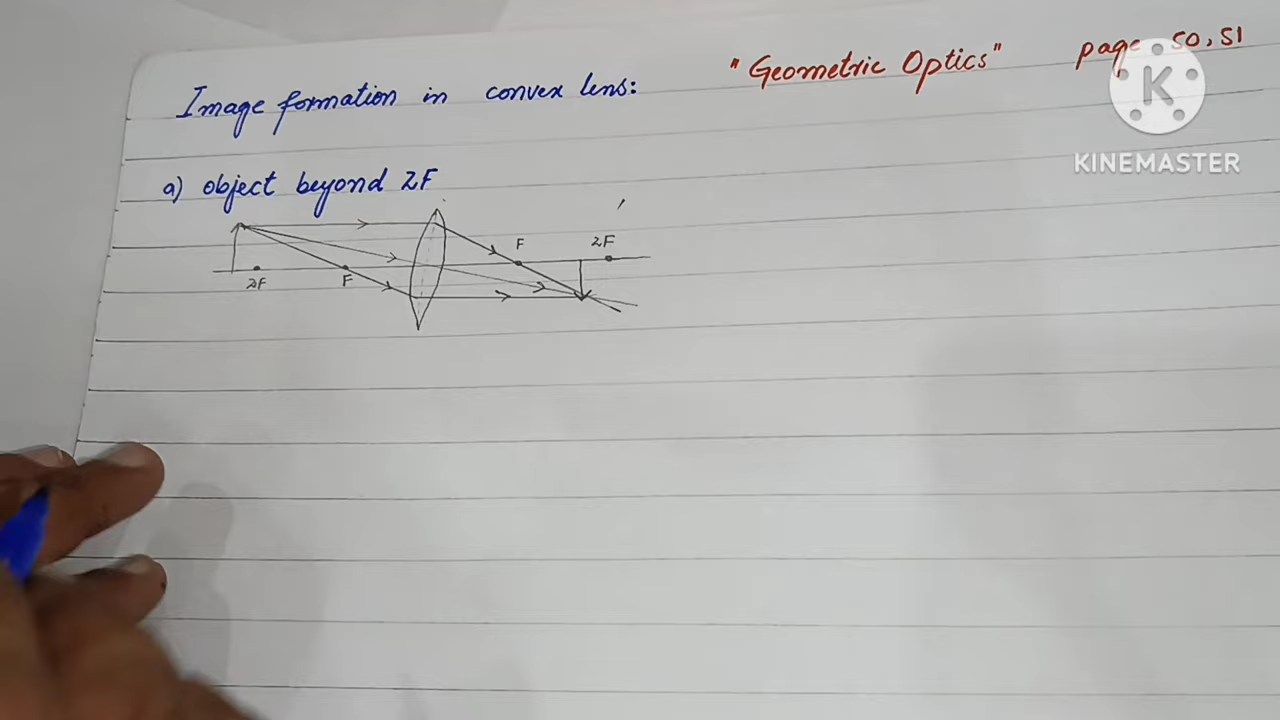 "Geometric Optics" page 50, 51
Image formation in convex lens:
a) object beyond 2F
F 2F
2F F
K
KINEMASTER